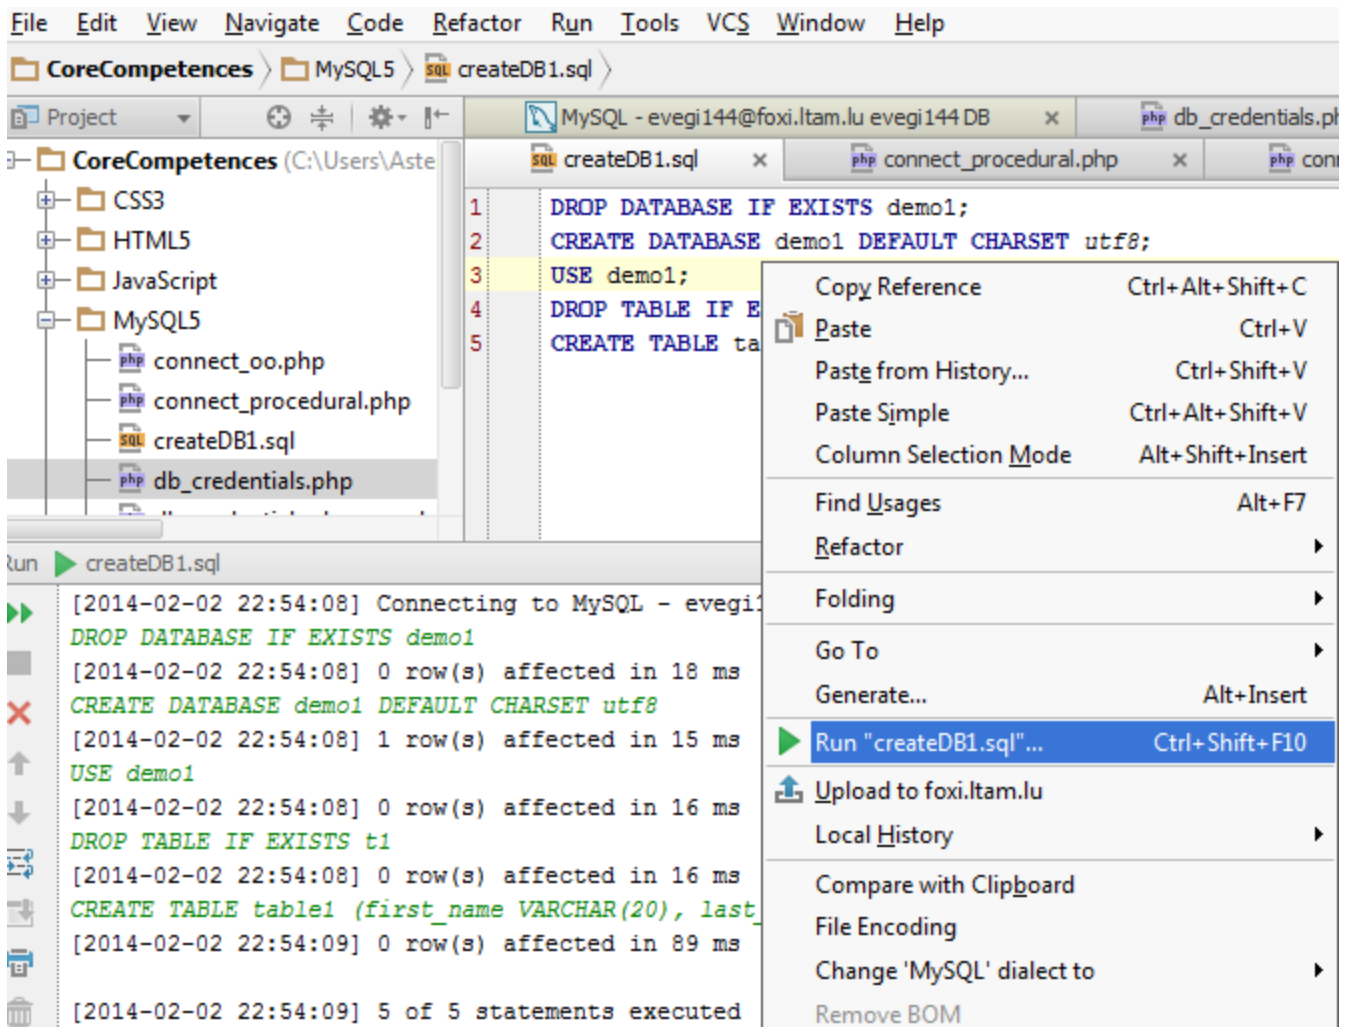 File Edit View Navigate Code Refactor Run Tools VCS Window Help
CoreCompetences MySQL5 createDB1.sql
Project
MySQL - evegi144@foxi.ltam.lu evegi144 DB
php db_credentials.ph
CoreCompetences (C:\Users\Aste
SQL createDB1.sql
php connect_procedural.php
php conn
CSS3
HTML5
JavaScript
MySQL5
php connect_oo.php
php connect_procedural.php
SQL createDB1.sql
php db_credentials.php
1 DROP DATABASE IF EXISTS demo1;
2 CREATE DATABASE demo1 DEFAULT CHARSET utf8;
3 USE demo1;
4 DROP TABLE IF E
5 CREATE TABLE ta
Copy Reference Ctrl+Alt+Shift+C
Paste Ctrl+V
Paste from History... Ctrl+Shift+V
Paste Simple Ctrl+Alt+Shift+V
Column Selection Mode Alt+Shift+Insert
Find Usages Alt+F7
Refactor
Folding
Go To
Generate... Alt+Insert
Run "createDB1.sql"... Ctrl+Shift+F10
Upload to foxi.ltam.lu
Local History
Compare with Clipboard
File Encoding
Change 'MySQL' dialect to
Remove BOM
Run createDB1.sql
[2014-02-02 22:54:08] Connecting to MySQL - evegi1
DROP DATABASE IF EXISTS demo1
[2014-02-02 22:54:08] 0 row(s) affected in 18 ms
CREATE DATABASE demo1 DEFAULT CHARSET utf8
[2014-02-02 22:54:08] 1 row(s) affected in 15 ms
USE demo1
[2014-02-02 22:54:08] 0 row(s) affected in 16 ms
DROP TABLE IF EXISTS t1
[2014-02-02 22:54:08] 0 row(s) affected in 16 ms
CREATE TABLE table1 (first_name VARCHAR(20), last_
[2014-02-02 22:54:09] 0 row(s) affected in 89 ms
[2014-02-02 22:54:09] 5 of 5 statements executed